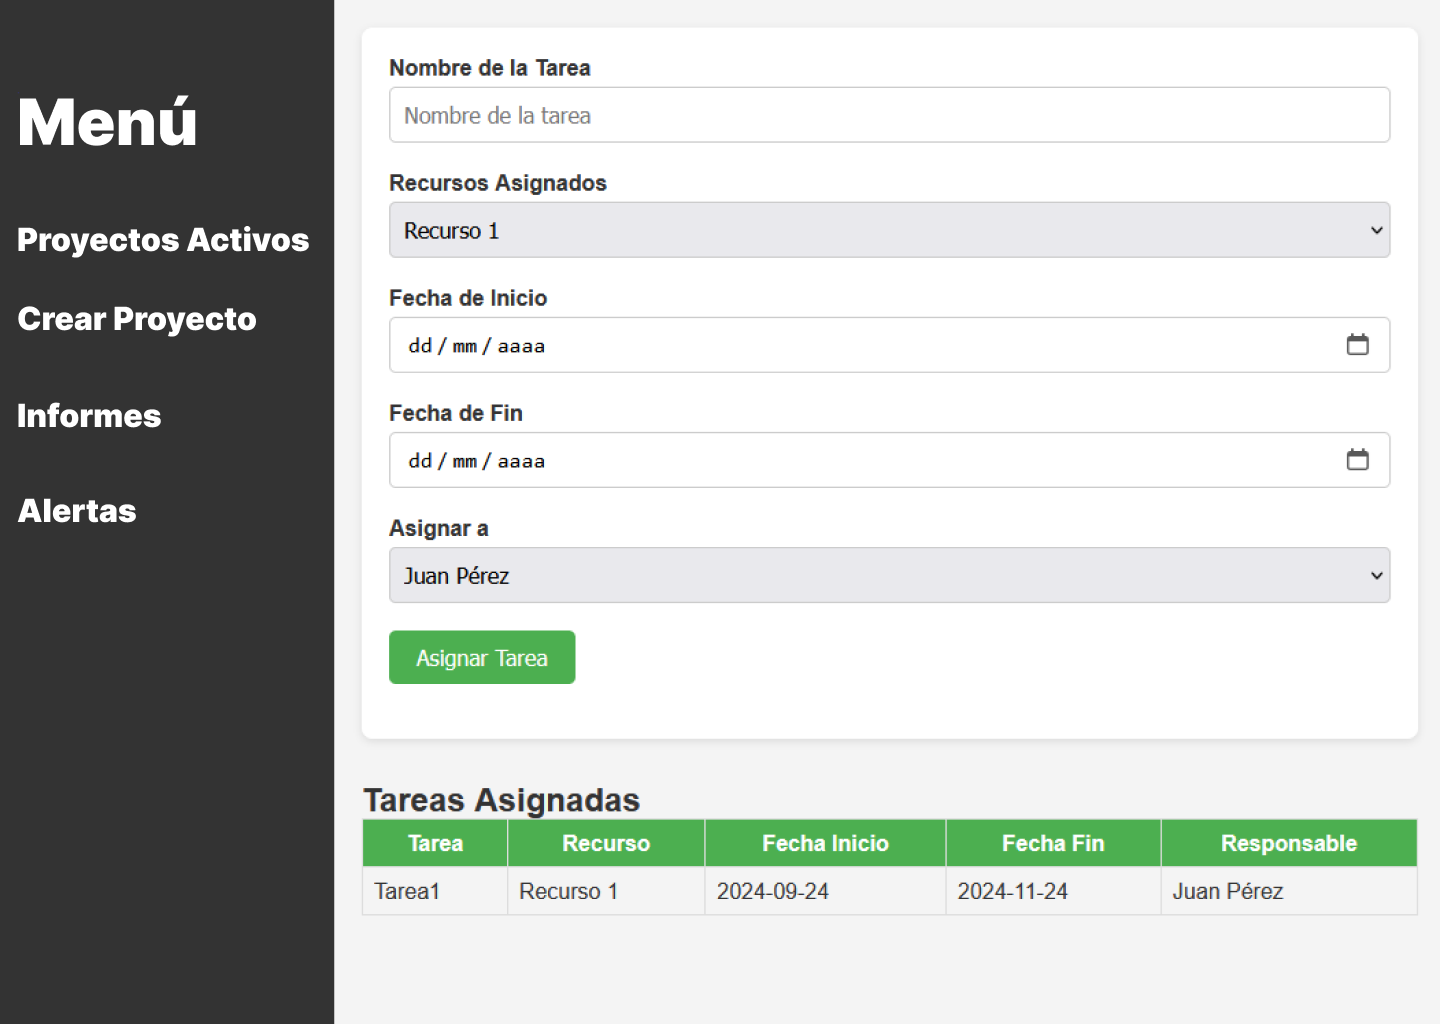 Menú
Proyectos Activos
Crear Proyecto
Informes
Alertas
Nombre de la Tarea
Nombre de la tarea
Recursos Asignados
Recurso 1
Fecha de Inicio
dd / mm / aaaa
Fecha de Fin
dd / mm / aaaa
Asignar a
Juan Pérez
Asignar Tarea
Tareas Asignadas
Tarea Recurso Fecha Inicio Fecha Fin Responsable
Tarea1 Recurso 1 2024-09-24 2024-11-24 Juan Pérez